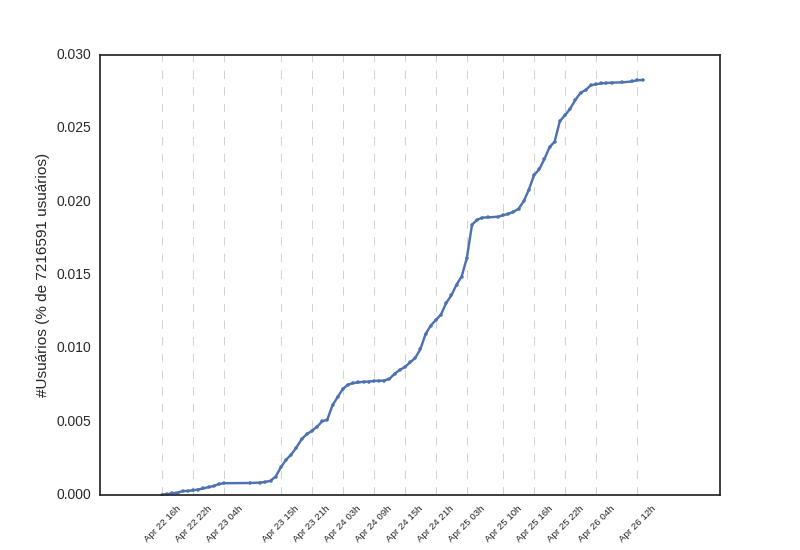 0.030
0.025
0.020
0.015
0.010
0.005
0.000
#Usuários (% de 7216591 usuários)
Apr 22 16h
Apr 22 22h
Apr 23 04h
Apr 23 15h
Apr 23 21h
Apr 24 03h
Apr 24 09h
Apr 24 15h
Apr 24 21h
Apr 25 03h
Apr 25 10h
Apr 25 16h
Apr 25 22h
Apr 26 04h
Apr 26 12h